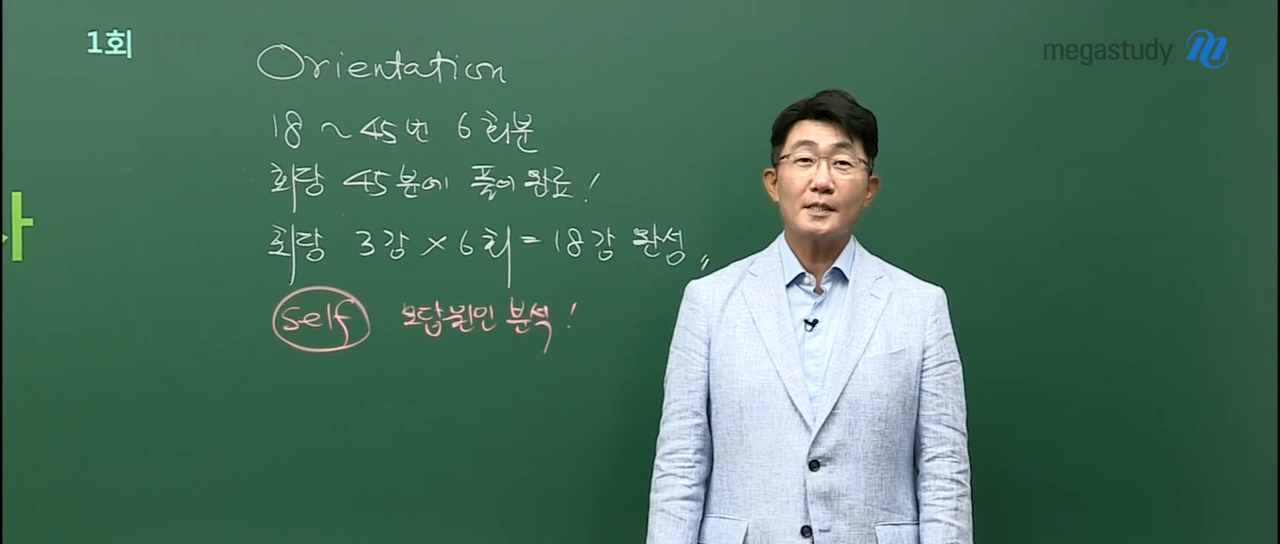 1회
megastudy
Orientation
18 ~ 45번 6회분
회당 45분에 풀이 완료!
회당 3강 × 6회 = 18강 완성
self 오답원인 분석!